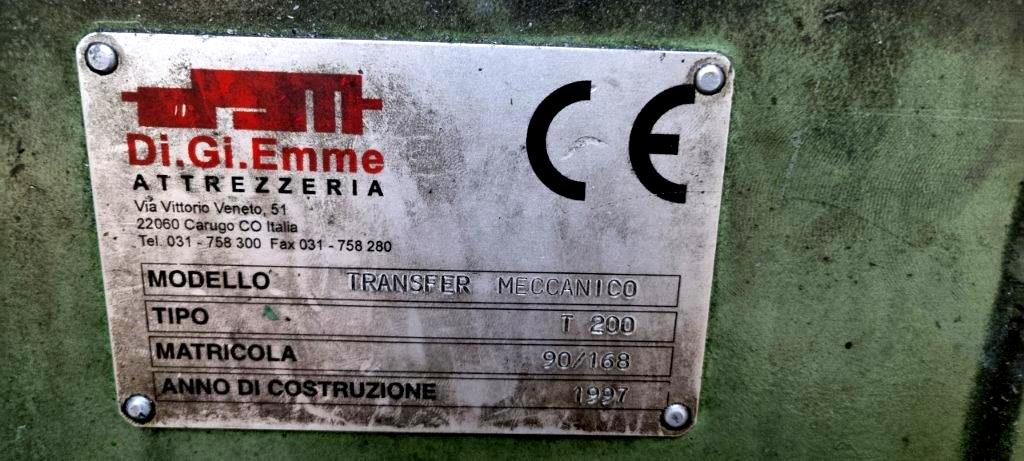 CE
Di.Gi.Emme
ATTREZZERIA
Via Vittorio Veneto, 51
22060 Carugo CO Italia
Tel. 031 - 758 300 Fax 031 - 758 280
MODELLO TRANSFER MECCANICO
TIPO T 200
MATRICOLA 90/168
ANNO DI COSTRUZIONE 1997